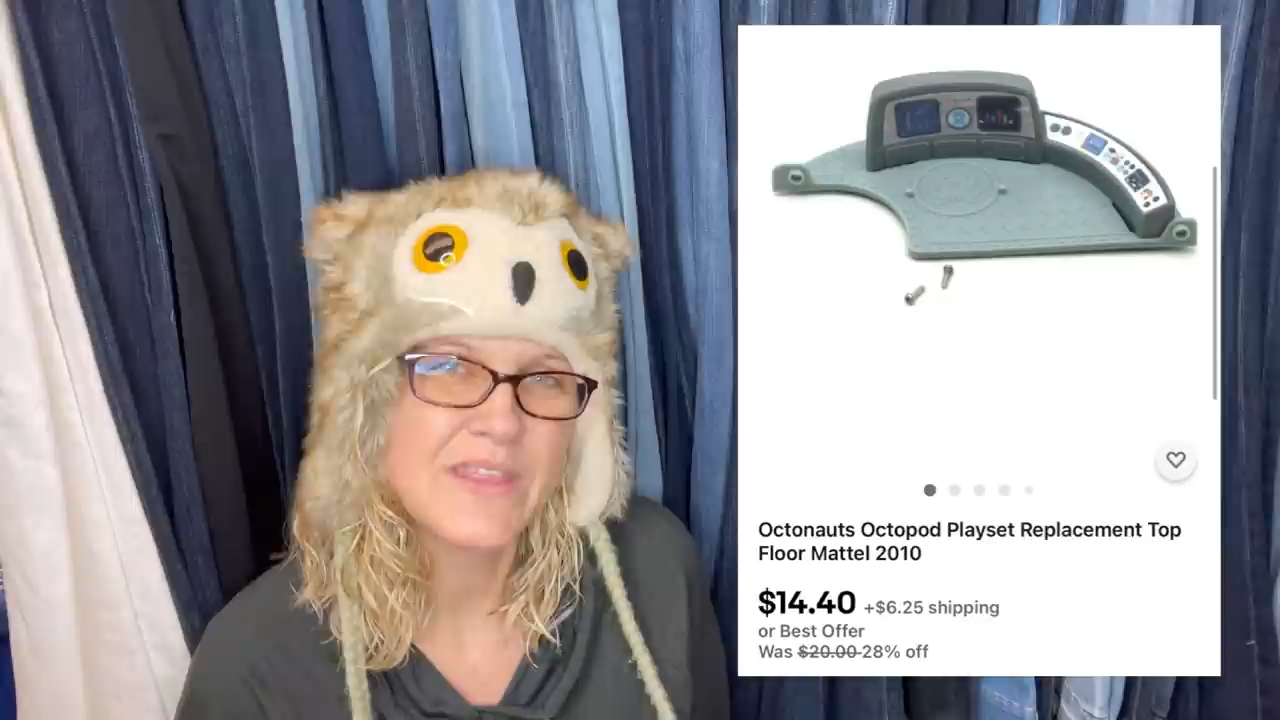 Octonauts Octopod Playset Replacement Top
Floor Mattel 2010
$14.40 +$6.25 shipping
or Best Offer
Was $20.00 28% off